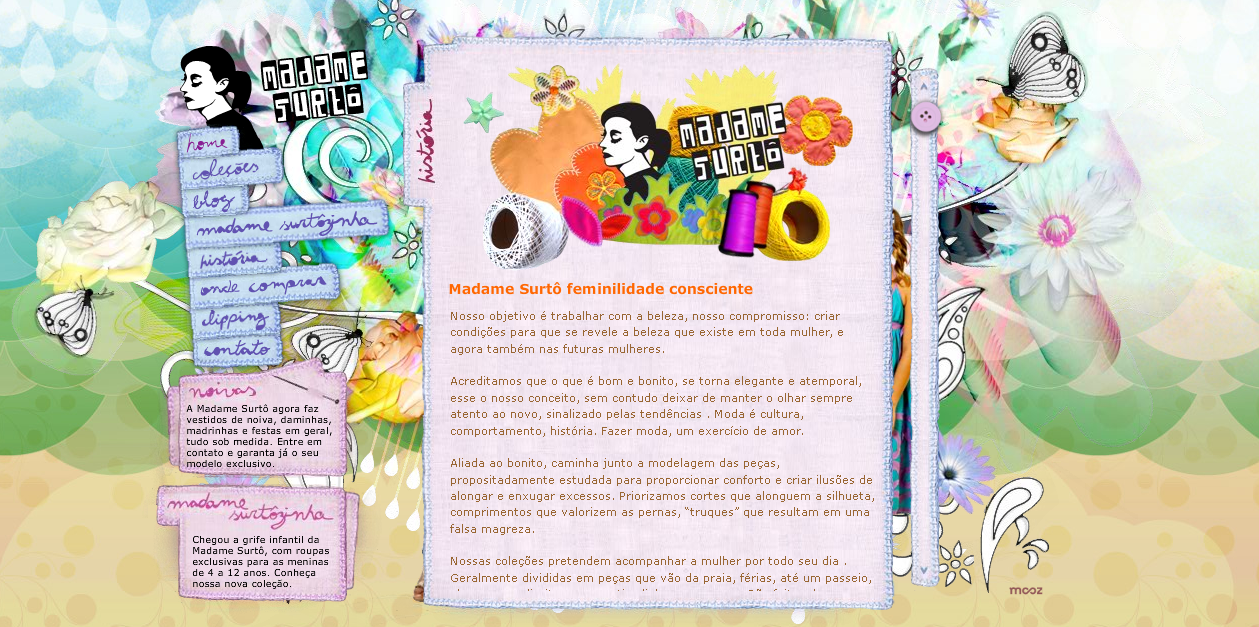 madame
surtô
home
coleções
blog
madame surtôzinha
história
onde comprar
clipping
contato
noivas
A Madame Surtô agora faz
vestidos de noiva, daminhas,
madrinhas e festas em geral,
tudo sob medida. Entre em
contato e garanta já o seu
modelo exclusivo.
madame
surtôzinha
Chegou a grife infantil da
Madame Surtô, com roupas
exclusivas para as meninas
de 4 a 12 anos. Conheça
nossa nova coleção.
história
madame
surtô
Madame Surtô feminilidade consciente
Nosso objetivo é trabalhar com a beleza, nosso compromisso: criar
condições para que se revele a beleza que existe em toda mulher, e
agora também nas futuras mulheres.
Acreditamos que o que é bom e bonito, se torna elegante e atemporal,
esse o nosso conceito, sem contudo deixar de manter o olhar sempre
atento ao novo, sinalizado pelas tendências . Moda é cultura,
comportamento, história. Fazer moda, um exercício de amor.
Aliada ao bonito, caminha junto a modelagem das peças,
propositadamente estudada para proporcionar conforto e criar ilusões de
alongar e enxugar excessos. Priorizamos cortes que alonguem a silhueta,
comprimentos que valorizem as pernas, “truques” que resultam em uma
falsa magreza.
Nossas coleções pretendem acompanhar a mulher por todo seu dia .
Geralmente divididas em peças que vão da praia, férias, até um passeio,
mooz